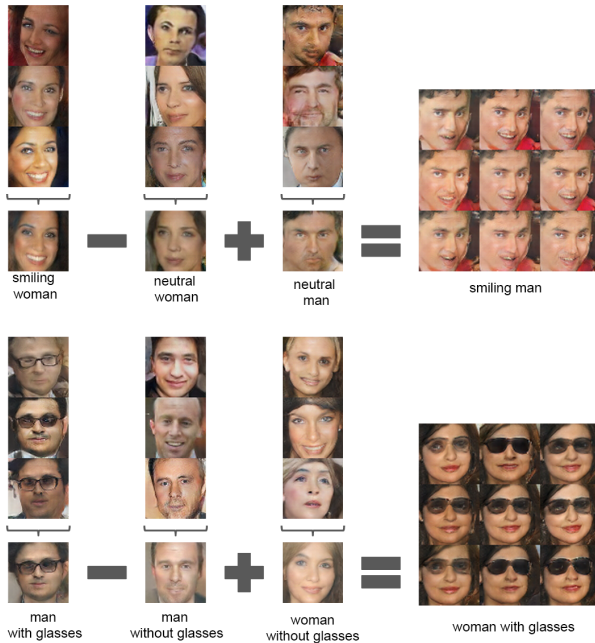 smiling
woman
neutral
woman
neutral
man
smiling man
man
with glasses
man
without glasses
woman
without glasses
woman with glasses